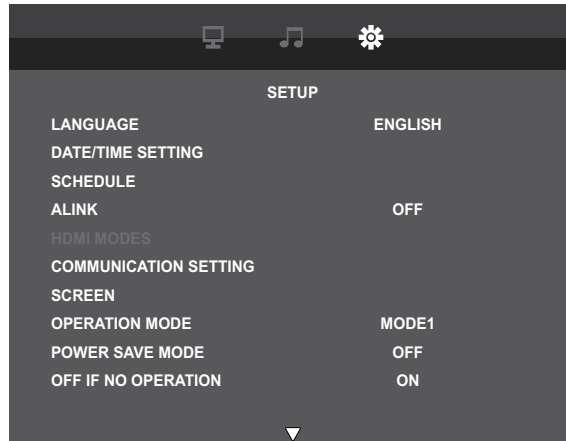 SETUP
LANGUAGE ENGLISH
DATE/TIME SETTING
SCHEDULE
ALINK OFF
HDMI MODES
COMMUNICATION SETTING
SCREEN
OPERATION MODE MODE1
POWER SAVE MODE OFF
OFF IF NO OPERATION ON